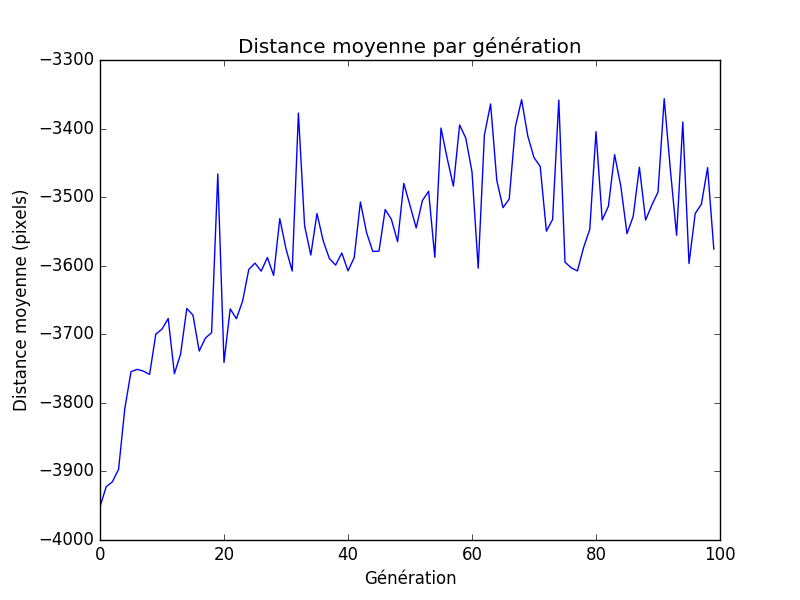 Distance moyenne par génération
−3300
−3400
−3500
−3600
−3700
−3800
−3900
−4000
Distance moyenne (pixels)
0 20 40 60 80 100
Génération